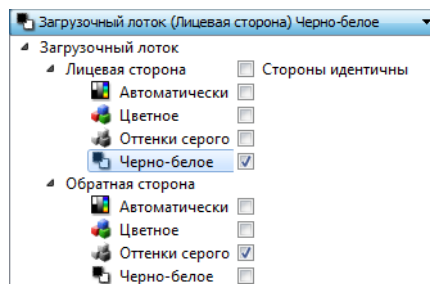 Загрузочный лоток (Лицевая сторона) Черно-белое
Загрузочный лоток
Лицевая сторона Стороны идентичны
Автоматически
Цветное
Оттенки серого
Черно-белое
Обратная сторона
Автоматически
Цветное
Оттенки серого
Черно-белое